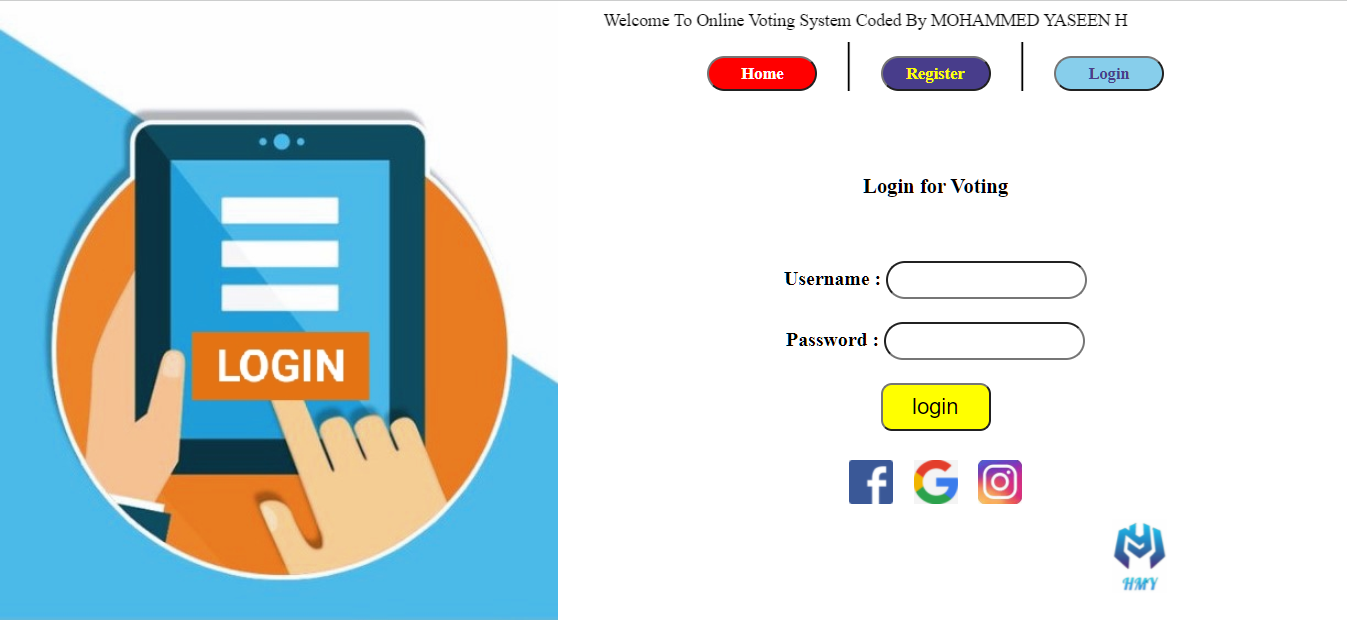 Welcome To Online Voting System Coded By MOHAMMED YASEEN H
Home Register Login
Login for Voting
Username :
Password :
login
LOGIN
HMY